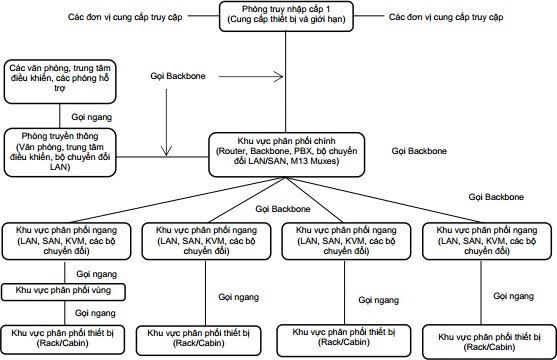 Các đơn vị cung cấp truy cập
Phòng truy nhập cấp 1
(Cung cấp thiết bị và giới hạn)
Các đơn vị cung cấp truy cập
Các văn phòng, trung tâm
điều khiển, các phòng hỗ
trợ
Gọi Backbone
Gọi ngang
Phòng truyền thông
(Văn phòng, trung tâm
điều khiển, bộ chuyển đổi
LAN)
Khu vực phân phối chính
(Router, Backbone, PBX, bộ chuyển
đổi LAN/SAN, M13 Muxes)
Gọi Backbone
Gọi Backbone
Gọi Backbone
Khu vực phân phối ngang
(LAN, SAN, KVM, các bộ
chuyển đổi)
Khu vực phân phối ngang
(LAN, SAN, KVM, các bộ
chuyển đổi)
Khu vực phân phối ngang
(LAN, SAN, KVM, các bộ
chuyển đổi)
Khu vực phân phối ngang
(LAN, SAN, KVM, các bộ
chuyển đổi)
Gọi ngang
Khu vực phân phối vùng
Gọi ngang
Gọi ngang
Gọi ngang
Gọi ngang
Khu vực phân phối thiết bị
(Rack/Cabin)
Khu vực phân phối thiết bị
(Rack/Cabin)
Khu vực phân phối thiết bị
(Rack/Cabin)
Khu vực phân phối thiết bị
(Rack/Cabin)